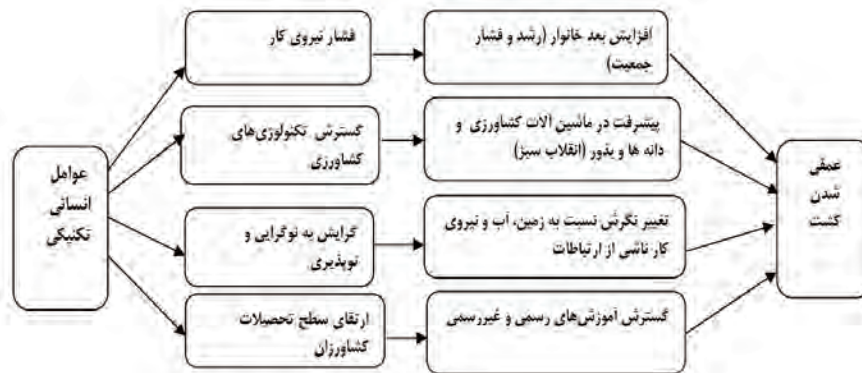 فشار نیروی کار
افزایش بعد خانوار (رشد و فشار
جمعیت)
گسترش تکنولوژی‌های
کشاورزی
پیشرفت در ماشین آلات کشاورزی و
دانه ها و بذور (انقلاب سبز)
عوامل
انسانی
تکنیکی
عمقی
شدن
کشت
گرایش به نوگرایی و
نوپذیری
تغییر نگرش نسبت به زمین، آب و نیروی
کار ناشی از ارتباطات
ارتقای سطح تحصیلات
کشاورزان
گسترش آموزش‌های رسمی و غیررسمی